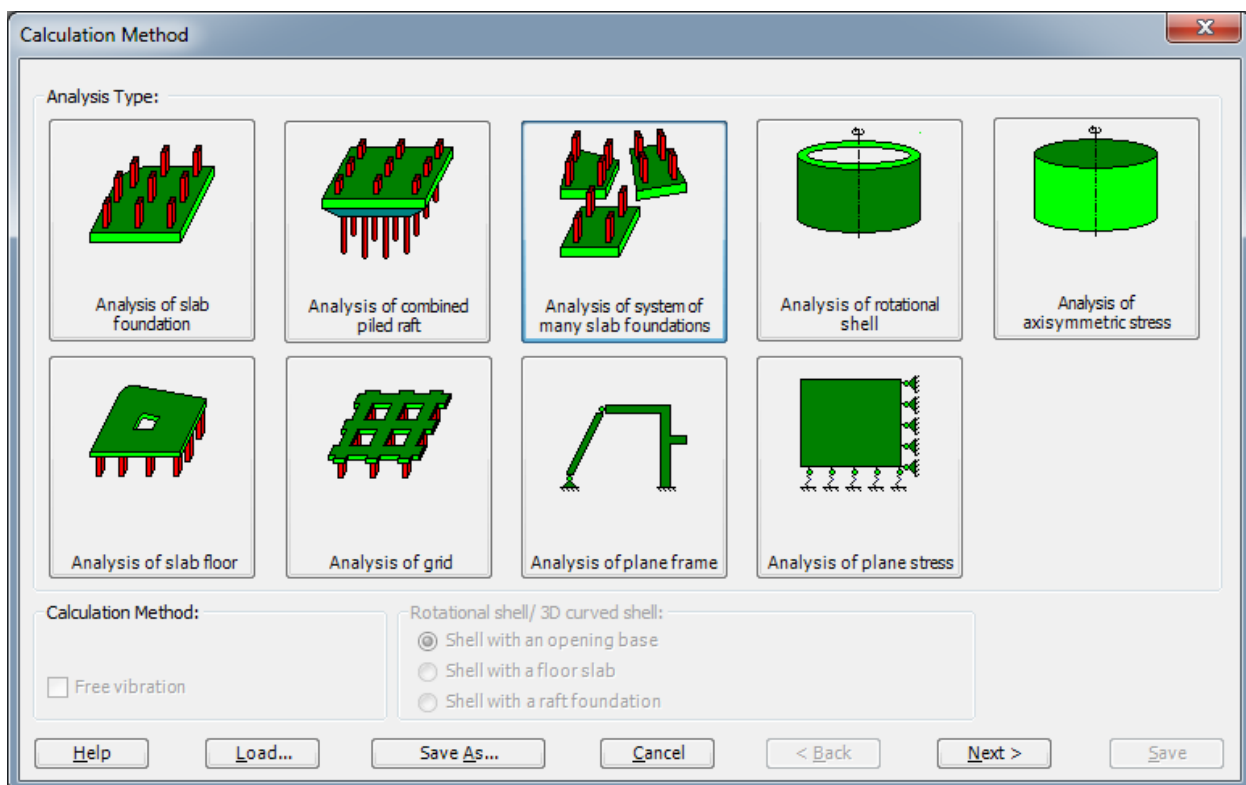 Calculation Method
Analysis Type:
Analysis of slab
foundation
Analysis of combined
piled raft
Analysis of system of
many slab foundations
Analysis of rotational
shell
Analysis of
axisymmetric stress
Analysis of slab floor
Analysis of grid
Analysis of plane frame
Analysis of plane stress
Calculation Method:
Free vibration
Rotational shell/ 3D curved shell:
Shell with an opening base
Shell with a floor slab
Shell with a raft foundation
Help
Load...
Save As...
Cancel
< Back
Next >
Save